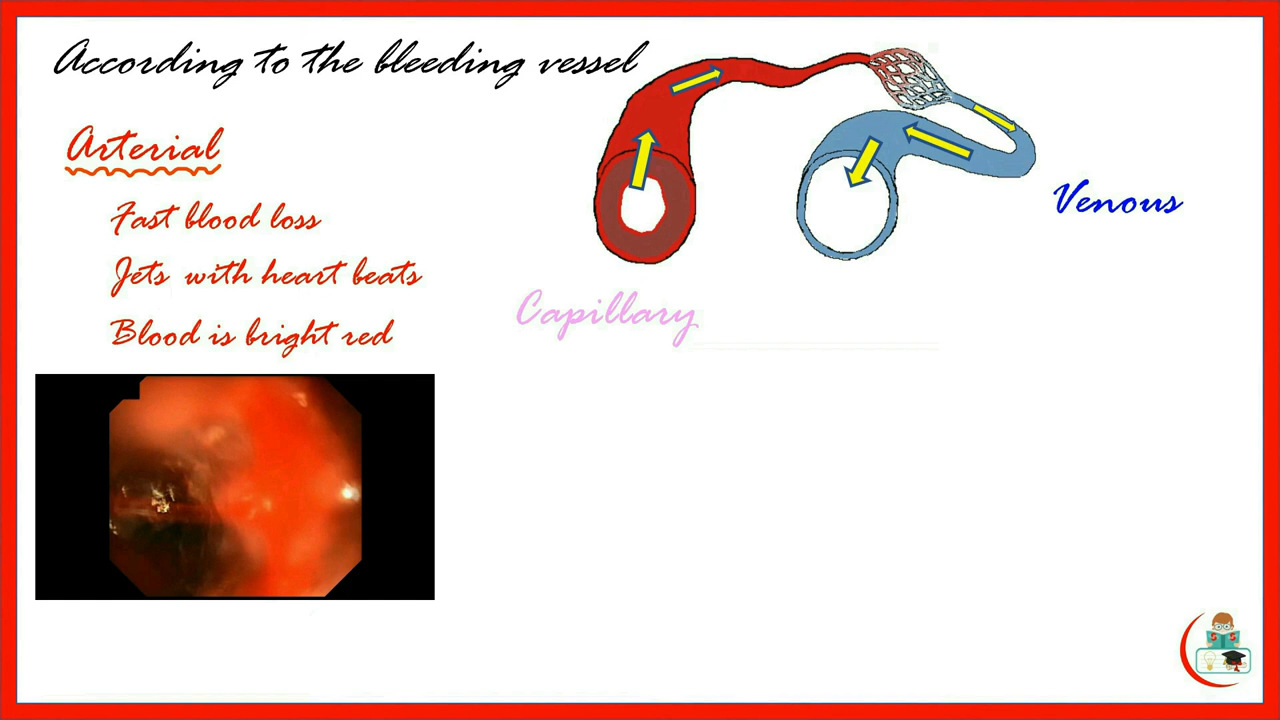 According to the bleeding vessel
Arterial
Fast blood loss
Jets with heart beats
Blood is bright red
Venous
Capillary